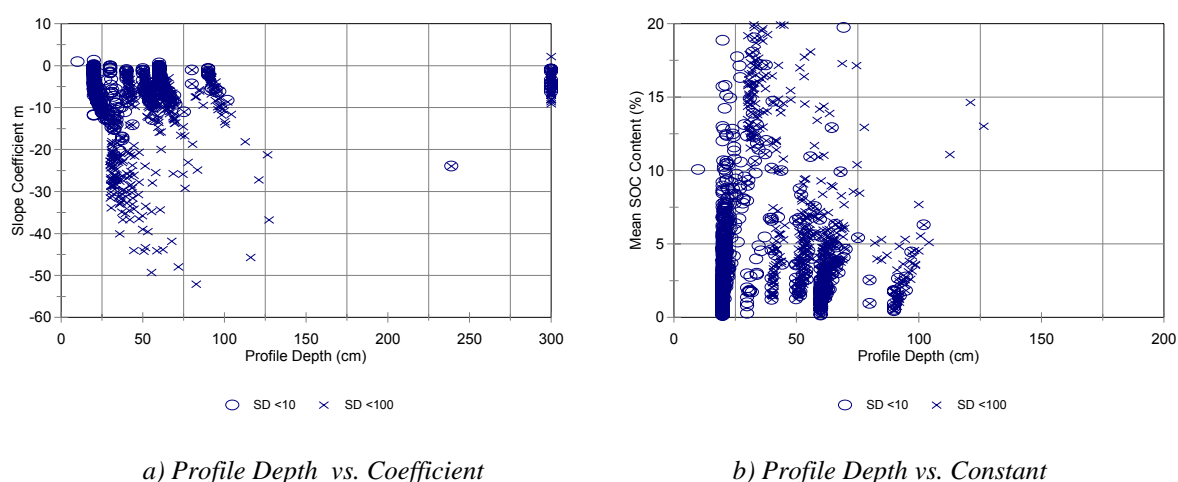 10
0
-10
-20
-30
-40
-50
-60
Slope Coefficient m
0 50 100 150 200 250 300
Profile Depth (cm)
SD <10 SD <100
a) Profile Depth vs. Coefficient
20
15
10
5
0
Mean SOC Content (%)
0 50 100 150 200
Profile Depth (cm)
SD <10 SD <100
b) Profile Depth vs. Constant